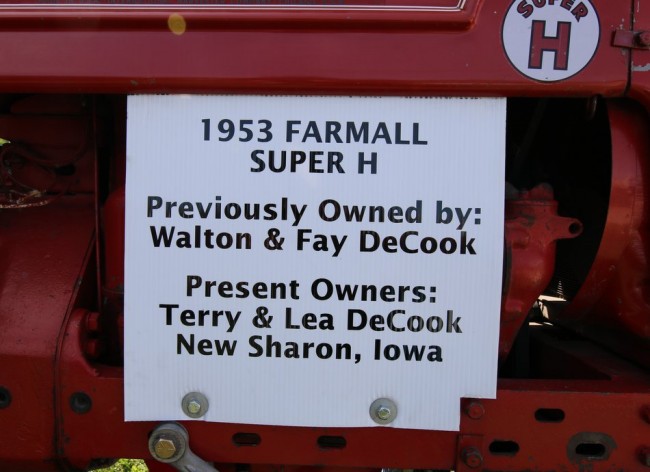 SUPER
H
1953 FARMALL
SUPER H
Previously Owned by:
Walton & Fay DeCook
Present Owners:
Terry & Lea DeCook
New Sharon, Iowa